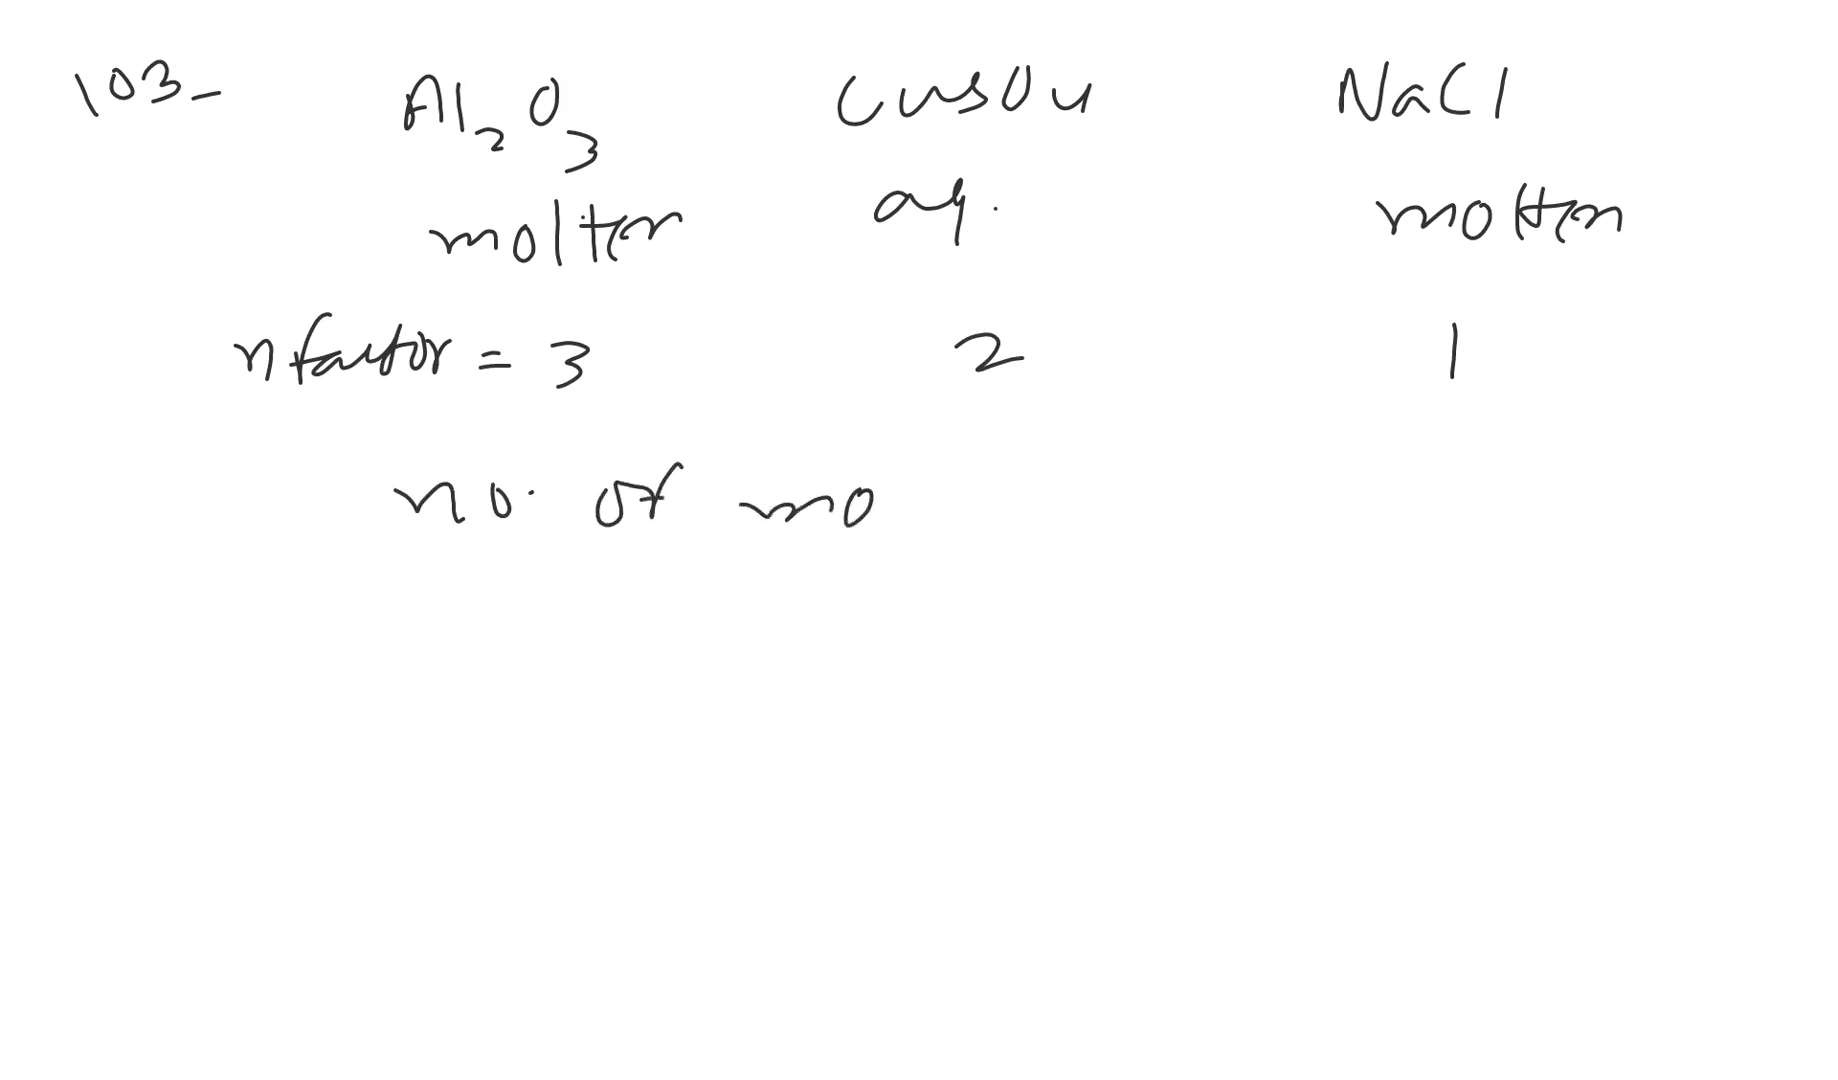 103- Al2O3 CuSO4 NaCl
molten aq. molten
n factor = 3 2 1
no. of mo